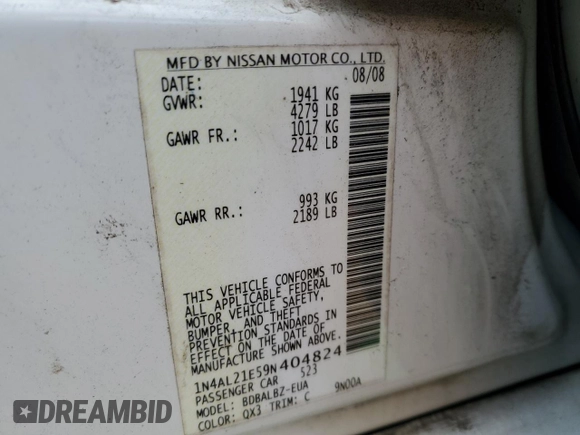 MFD BY NISSAN MOTOR CO., LTD.
DATE: 08/08
GVWR: 1941 KG
4279 LB
GAWR FR.: 1017 KG
2242 LB
GAWR RR.: 993 KG
2189 LB
THIS VEHICLE CONFORMS TO
ALL APPLICABLE FEDERAL
MOTOR VEHICLE SAFETY,
BUMPER, AND THEFT
PREVENTION STANDARDS IN
EFFECT ON THE DATE OF
MANUFACTURE SHOWN ABOVE.
1N4AL21E59N404824
PASSENGER CAR 523
MODEL: BDBALBZ-EUA 9N00A
COLOR: QX3 TRIM: C
DREAMBID